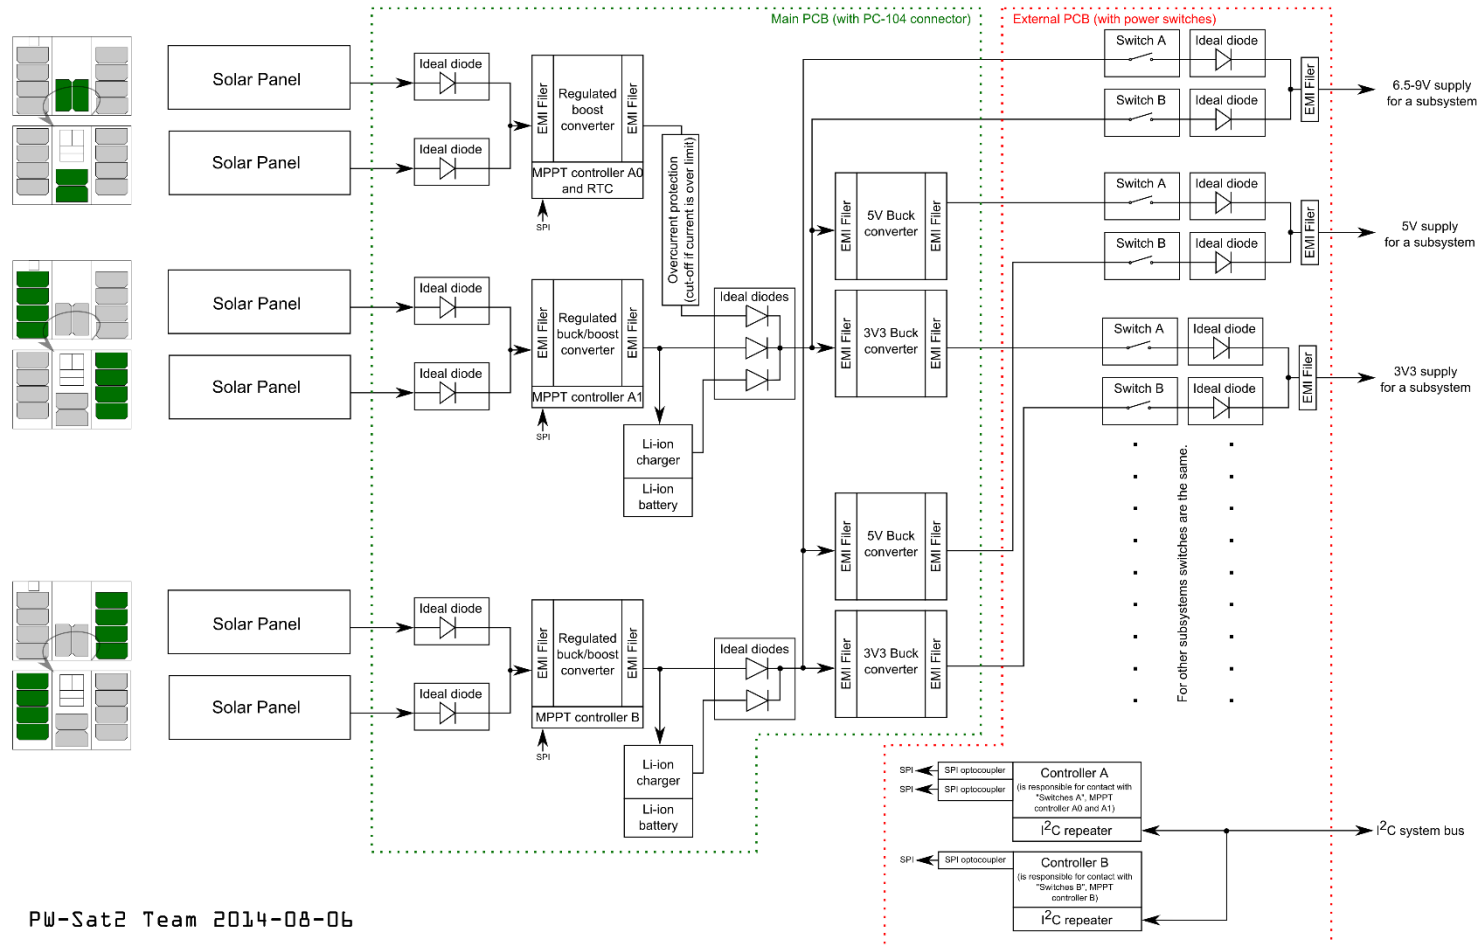 Main PCB (with PC-104 connector)
External PCB (with power switches)
Solar Panel
Solar Panel
Ideal diode
Ideal diode
EMI Filer
Regulated
boost
converter
EMI Filer
MPPT controller A0
and RTC
SPI
Overcurrent protection
(cut-off if current is over limit)
Switch A
Ideal diode
Switch B
Ideal diode
EMI Filer
6.5-9V supply
for a subsystem
EMI Filer
5V Buck
converter
EMI Filer
Switch A
Ideal diode
Switch B
Ideal diode
EMI Filer
5V supply
for a subsystem
Solar Panel
Solar Panel
Ideal diode
Ideal diode
EMI Filer
Regulated
buck/boost
converter
EMI Filer
MPPT controller A1
SPI
Ideal diodes
Li-ion
charger
Li-ion
battery
EMI Filer
3V3 Buck
converter
EMI Filer
Switch A
Ideal diode
Switch B
Ideal diode
EMI Filer
3V3 supply
for a subsystem
For other subsystems switches are the same.
EMI Filer
5V Buck
converter
EMI Filer
Solar Panel
Solar Panel
Ideal diode
Ideal diode
EMI Filer
Regulated
buck/boost
converter
EMI Filer
MPPT controller B
SPI
Ideal diodes
Li-ion
charger
Li-ion
battery
EMI Filer
3V3 Buck
converter
EMI Filer
SPI
SPI optocoupler
SPI
SPI optocoupler
Controller A
(is responsible for contact with
"Switches A", MPPT
controller A0 and A1)
I²C repeater
I²C system bus
SPI
SPI optocoupler
Controller B
(is responsible for contact with
"Switches B", MPPT
controller B)
I²C repeater
PW-Sat2 Team 2014-08-06